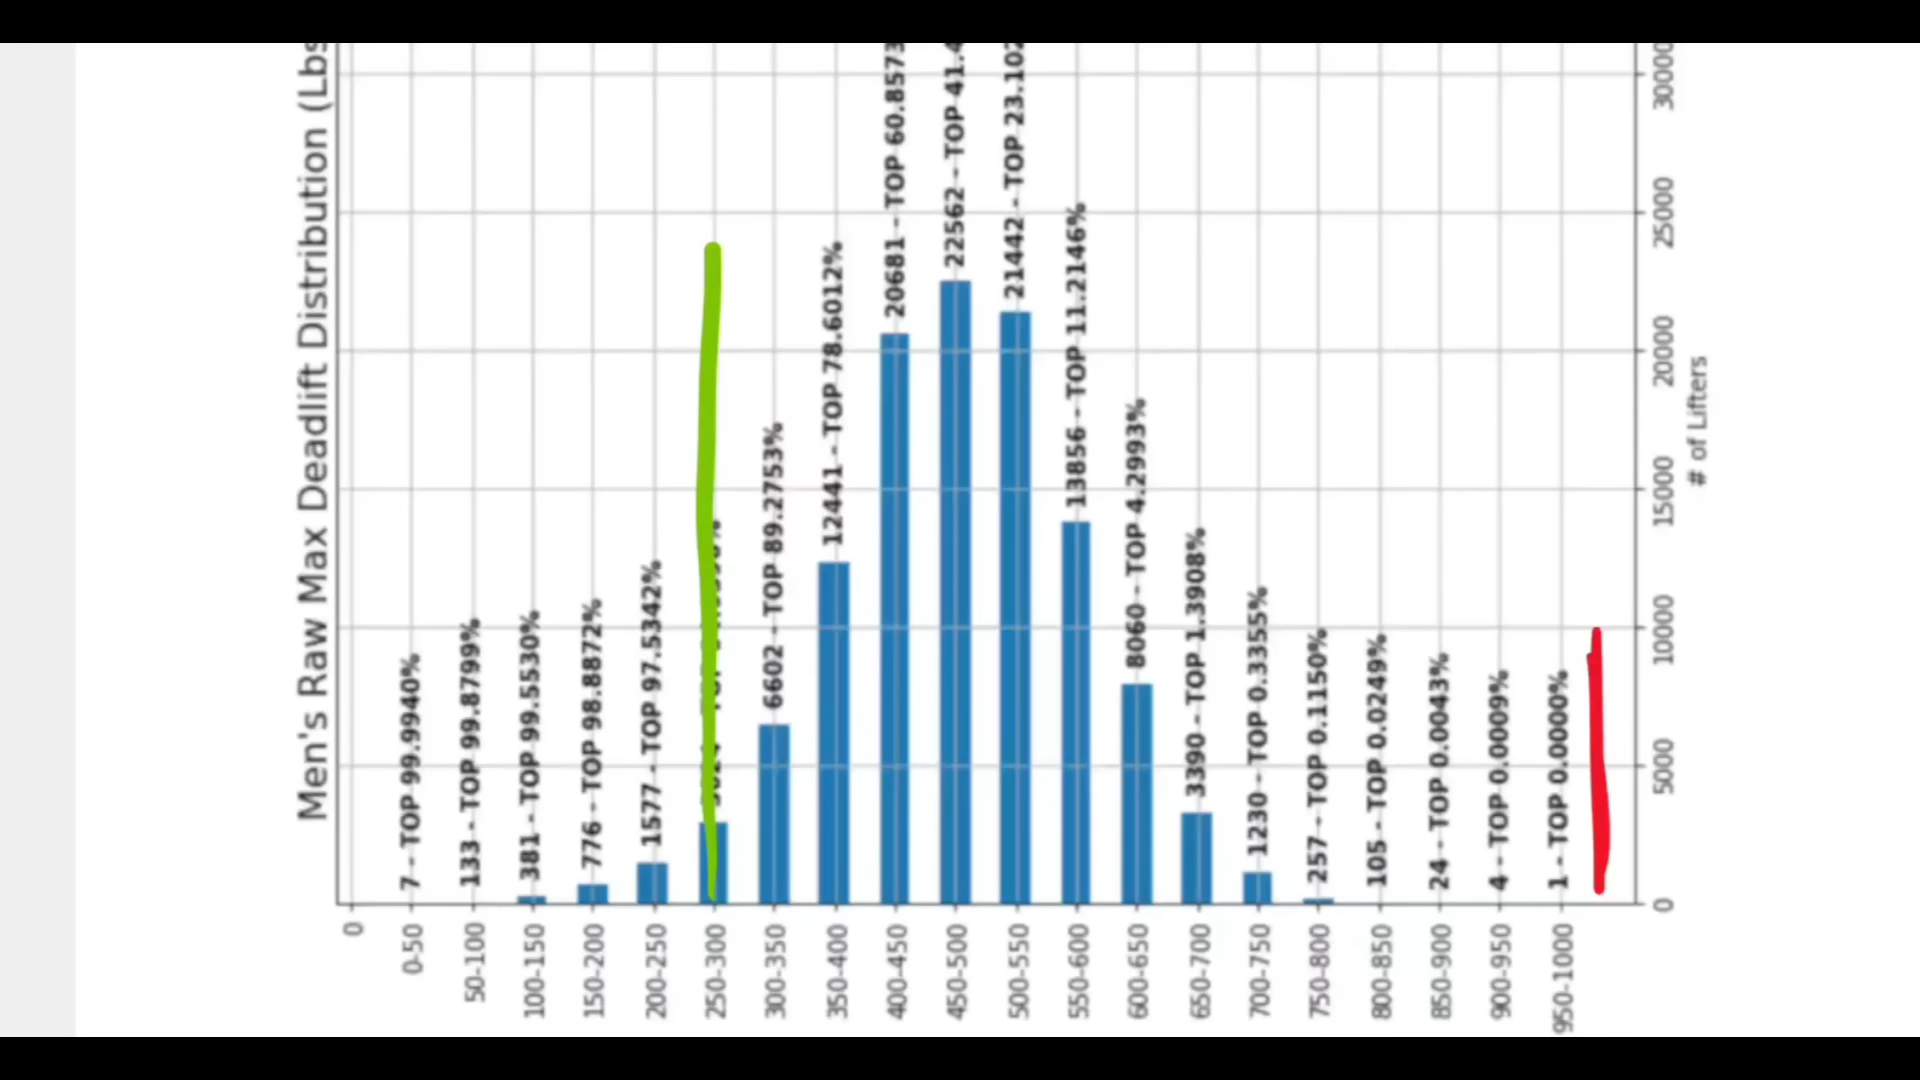 Men's Raw Max Deadlift Distribution (Lbs
7 - TOP 99.9940%
133 - TOP 99.8799%
381 - TOP 99.5530%
776 - TOP 98.8872%
1577 - TOP 97.5342%
6602 - TOP 89.2753%
12441 - TOP 78.6012%
20681 - TOP 60.8573
22562 - TOP 41.4
21442 - TOP 23.102
13856 - TOP 11.2146%
8060 - TOP 4.2993%
3390 - TOP 1.3908%
1230 - TOP 0.3355%
257 - TOP 0.1150%
105 - TOP 0.0249%
24 - TOP 0.0043%
4 - TOP 0.0009%
1 - TOP 0.0000%
0
0-50
50-100
100-150
150-200
200-250
250-300
300-350
350-400
400-450
450-500
500-550
550-600
600-650
650-700
700-750
750-800
800-850
850-900
900-950
950-1000
0
5000
10000
15000
20000
25000
30000
# of Lifters